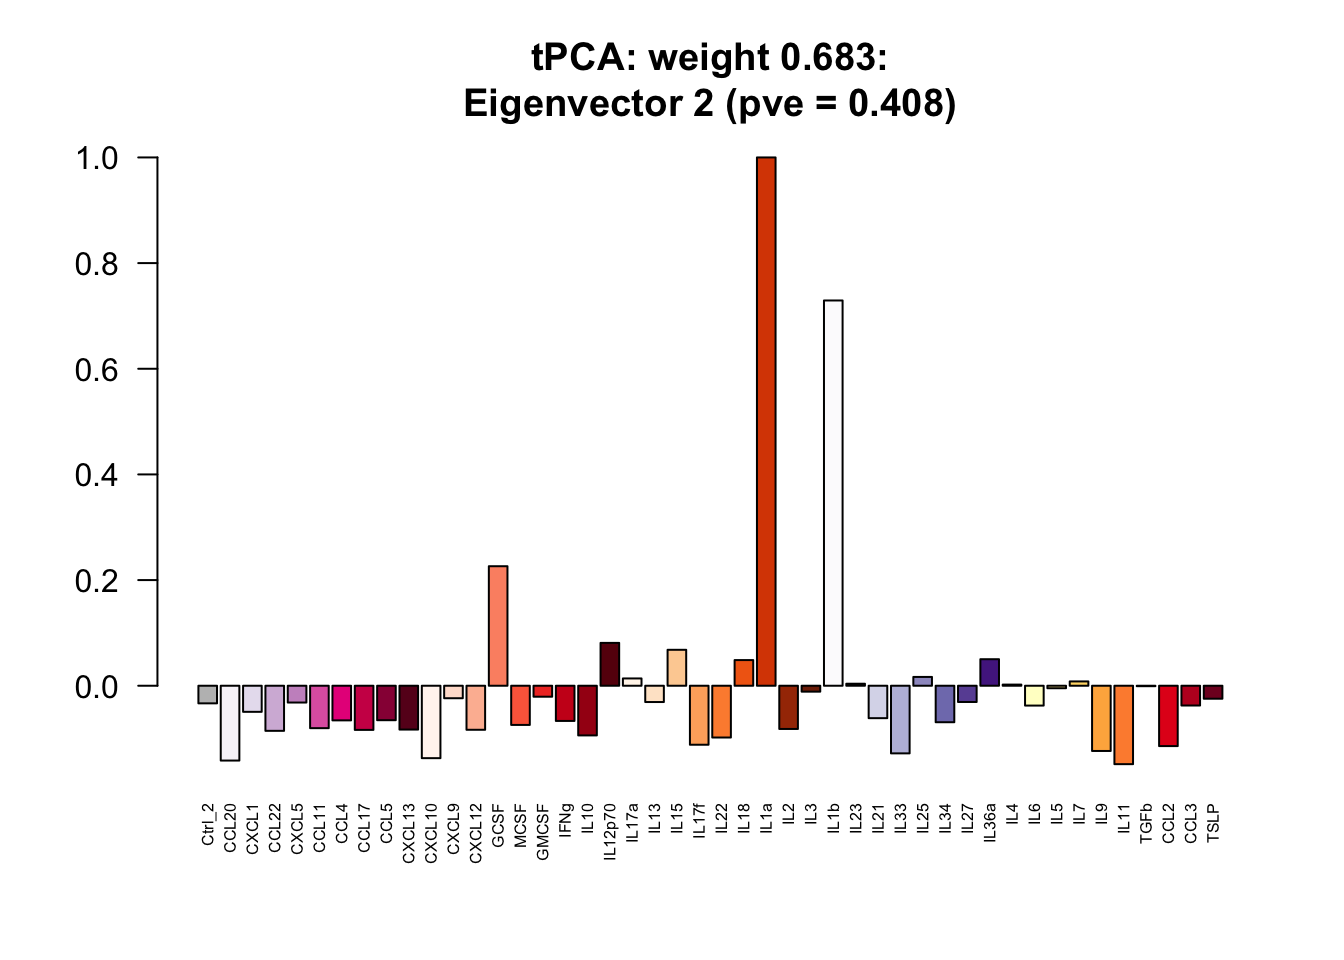 tPCA: weight 0.683:
Eigenvector 2 (pve = 0.408)
1.0
0.8
0.6
0.4
0.2
0.0
Ctrl_2
CCL20
CXCL1
CCL22
CXCL5
CCL11
CCL4
CCL17
CCL5
CXCL13
CXCL10
CXCL9
CXCL12
GCSF
MCSF
GMCSF
IFNg
IL10
IL12p70
IL17a
IL13
IL15
IL17f
IL22
IL18
IL1a
IL2
IL3
IL1b
IL23
IL21
IL33
IL25
IL34
IL27
IL36a
IL4
IL6
IL5
IL7
IL9
IL11
TGFb
CCL2
CCL3
TSLP